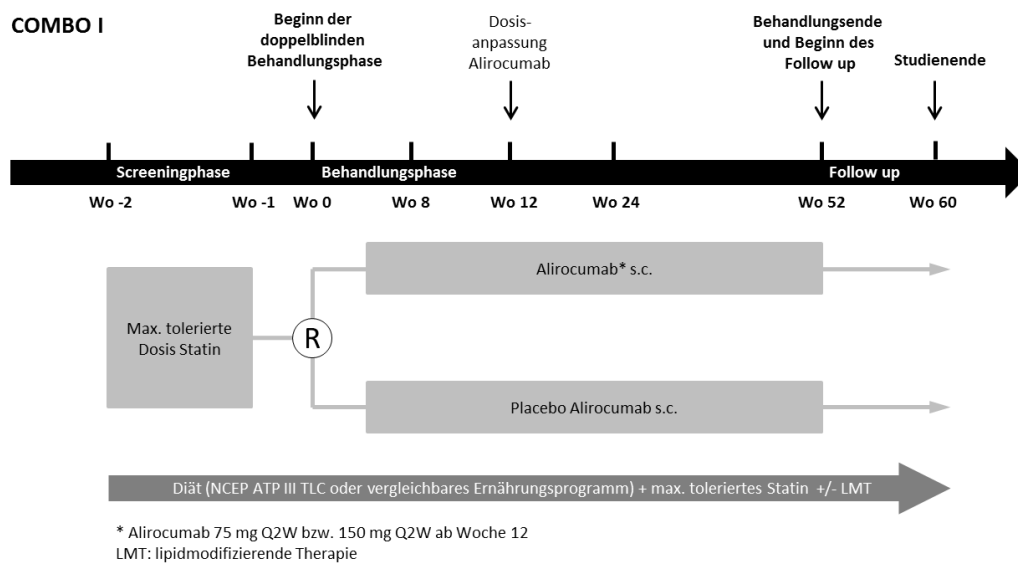 COMBO I
Beginn der
doppelblinden
Behandlungsphase
Dosis-
anpassung
Alirocumab
Behandlungsende
und Beginn des
Follow up
Studienende
Screeningphase
Behandlungsphase
Follow up
Wo -2
Wo -1
Wo 0
Wo 8
Wo 12
Wo 24
Wo 52
Wo 60
Alirocumab* s.c.
Max. tolerierte
Dosis Statin
R
Placebo Alirocumab s.c.
Diät (NCEP ATP III TLC oder vergleichbares Ernährungsprogramm) + max. toleriertes Statin +/- LMT
* Alirocumab 75 mg Q2W bzw. 150 mg Q2W ab Woche 12
LMT: lipidmodifizierende Therapie